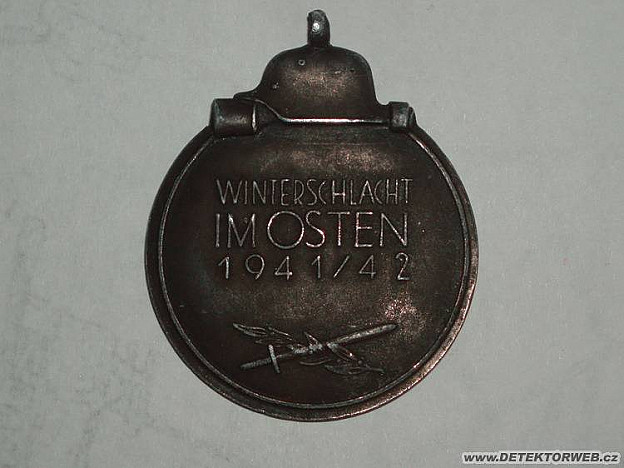 WINTERSCHLACHT
IM OSTEN
1941/42
www.DETEKTORWEB.cz